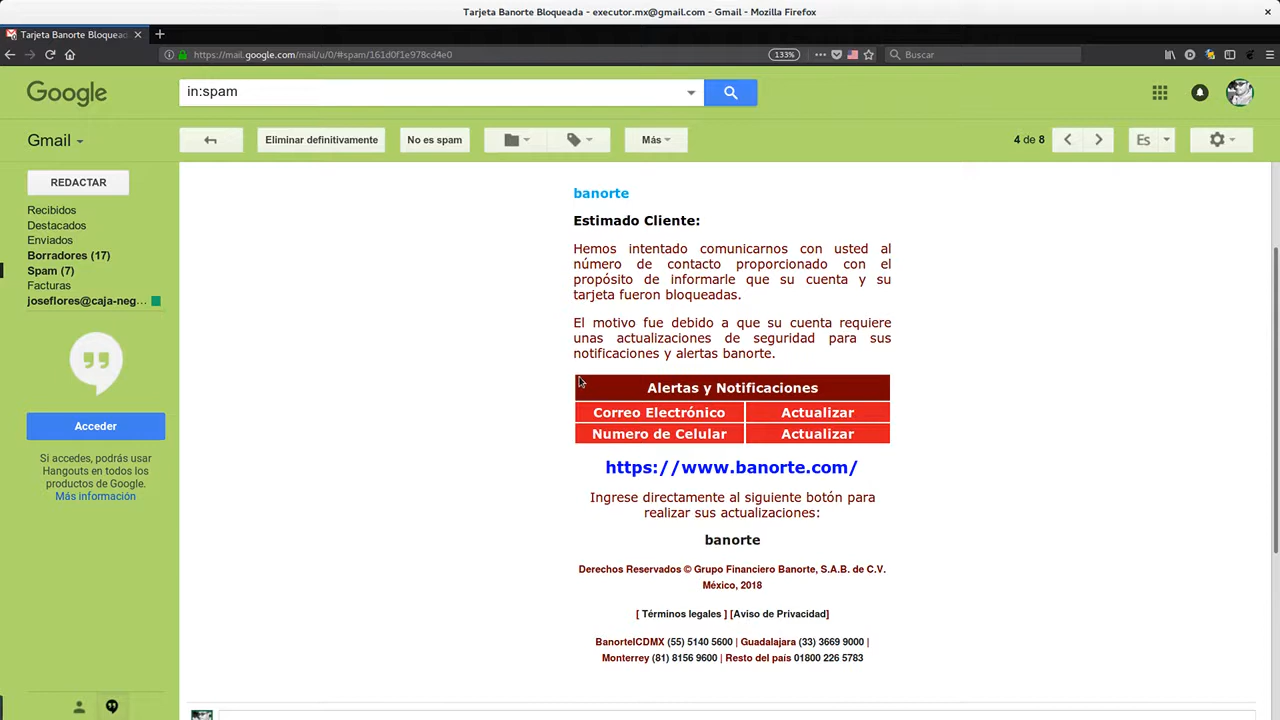 Tarjeta Banorte Bloqueada - executor.mx@gmail.com - Gmail - Mozilla Firefox
Tarjeta Banorte Bloquead
https://mail.google.com/mail/u/0/#spam/161d0f1e978cd4e0
133%
Buscar
Google
in:spam
Gmail
Eliminar definitivamente
No es spam
Más
4 de 8
Es
REDACTAR
Recibidos
Destacados
Enviados
Borradores (17)
Spam (7)
Facturas
joseflores@caja-neg...
Acceder
Si accedes, podrás usar
Hangouts en todos los
productos de Google.
Más información
banorte
Estimado Cliente:
Hemos intentado comunicarnos con usted al
número de contacto proporcionado con el
propósito de informarle que su cuenta y su
tarjeta fueron bloqueadas.
El motivo fue debido a que su cuenta requiere
unas actualizaciones de seguridad para sus
notificaciones y alertas banorte.
Alertas y Notificaciones
Correo Electrónico Actualizar
Numero de Celular Actualizar
https://www.banorte.com/
Ingrese directamente al siguiente botón para
realizar sus actualizaciones:
banorte
Derechos Reservados © Grupo Financiero Banorte, S.A.B. de C.V.
México, 2018
[ Términos legales ] [Aviso de Privacidad]
BanorteICDMX (55) 5140 5600 | Guadalajara (33) 3669 9000 |
Monterrey (81) 8156 9600 | Resto del país 01800 226 5783